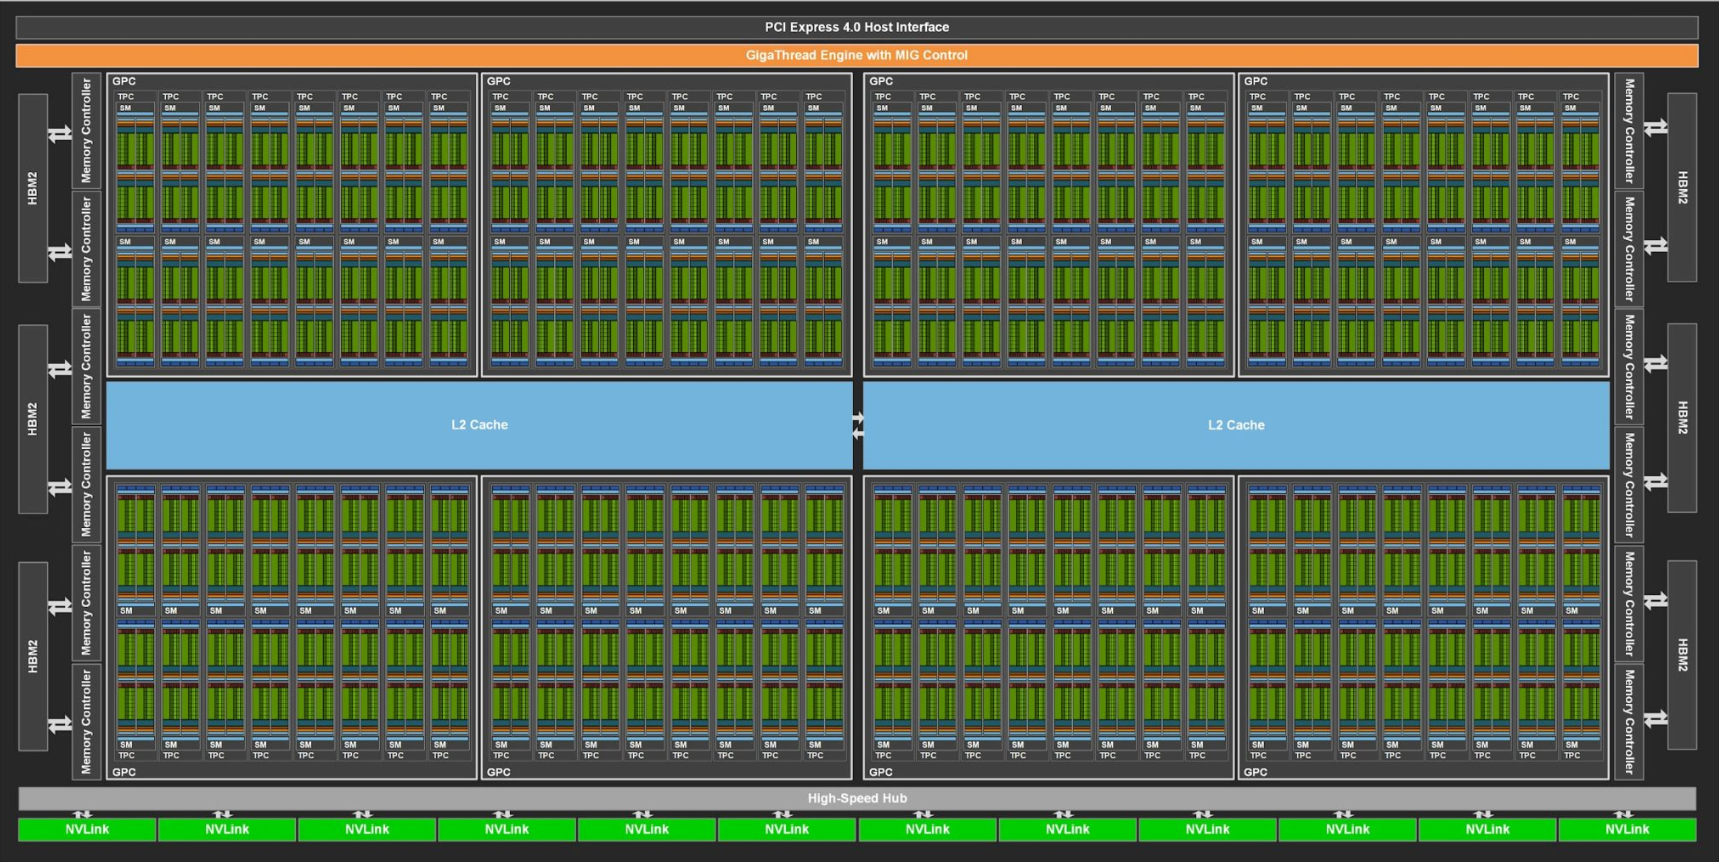 PCI Express 4.0 Host Interface
GigaThread Engine with MIG Control
GPC GPC GPC GPC
TPC TPC TPC TPC TPC TPC TPC TPC TPC TPC TPC TPC TPC TPC TPC TPC TPC TPC TPC TPC TPC TPC TPC TPC TPC TPC TPC TPC TPC TPC TPC TPC
SM SM SM SM SM SM SM SM SM SM SM SM SM SM SM SM SM SM SM SM SM SM SM SM SM SM SM SM SM SM SM SM
SM SM SM SM SM SM SM SM SM SM SM SM SM SM SM SM SM SM SM SM SM SM SM SM SM SM SM SM SM SM SM SM
HBM2
HBM2
HBM2
Memory Controller
Memory Controller
Memory Controller
Memory Controller
Memory Controller
Memory Controller
L2 Cache L2 Cache
Memory Controller
Memory Controller
Memory Controller
Memory Controller
Memory Controller
Memory Controller
HBM2
HBM2
HBM2
SM SM SM SM SM SM SM SM SM SM SM SM SM SM SM SM SM SM SM SM SM SM SM SM SM SM SM SM SM SM SM SM
SM SM SM SM SM SM SM SM SM SM SM SM SM SM SM SM SM SM SM SM SM SM SM SM SM SM SM SM SM SM SM SM
TPC TPC TPC TPC TPC TPC TPC TPC TPC TPC TPC TPC TPC TPC TPC TPC TPC TPC TPC TPC TPC TPC TPC TPC TPC TPC TPC TPC TPC TPC TPC TPC
GPC GPC GPC GPC
High-Speed Hub
NVLink NVLink NVLink NVLink NVLink NVLink NVLink NVLink NVLink NVLink NVLink NVLink